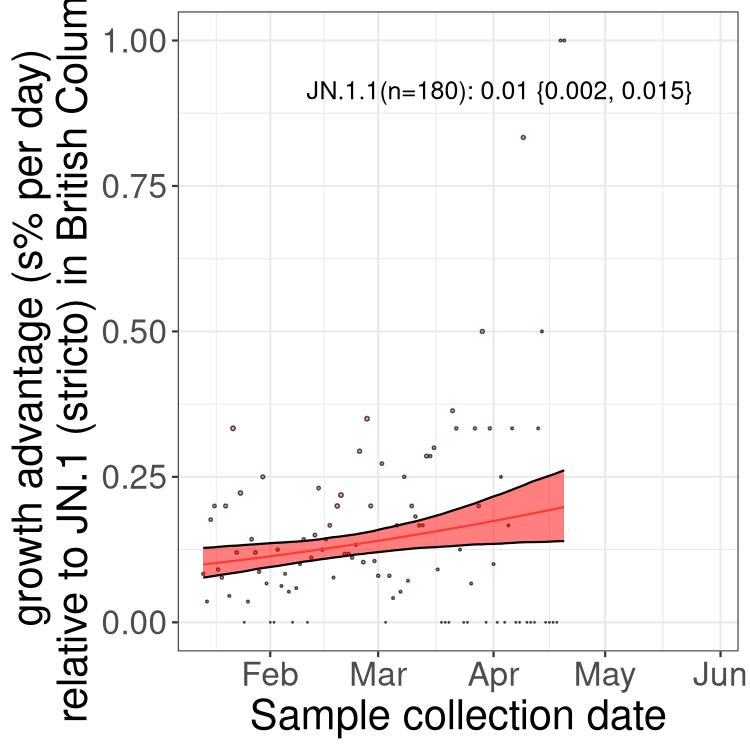 growth advantage (s% per day)
relative to JN.1 (stricto) in British Colum
1.00
0.75
0.50
0.25
0.00
JN.1.1(n=180): 0.01 {0.002, 0.015}
Feb Mar Apr May Jun
Sample collection date